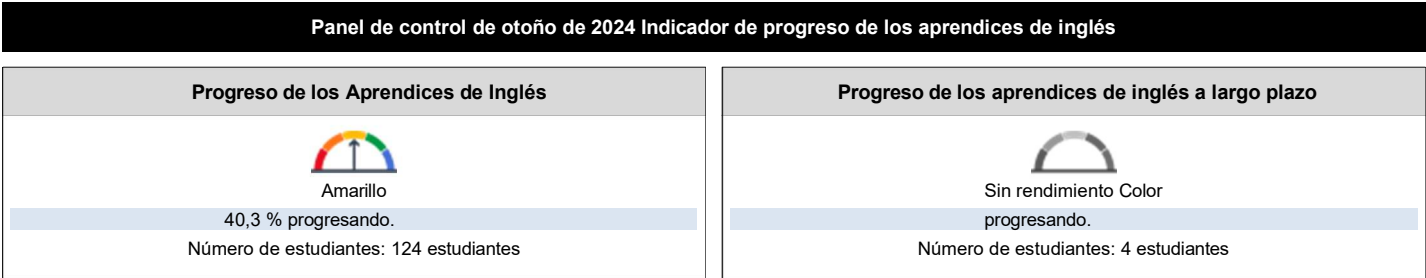 Panel de control de otoño de 2024 Indicador de progreso de los aprendices de inglés
Progreso de los Aprendices de Inglés
Amarillo
40,3 % progresando.
Número de estudiantes: 124 estudiantes
Progreso de los aprendices de inglés a largo plazo
Sin rendimiento Color
progresando.
Número de estudiantes: 4 estudiantes